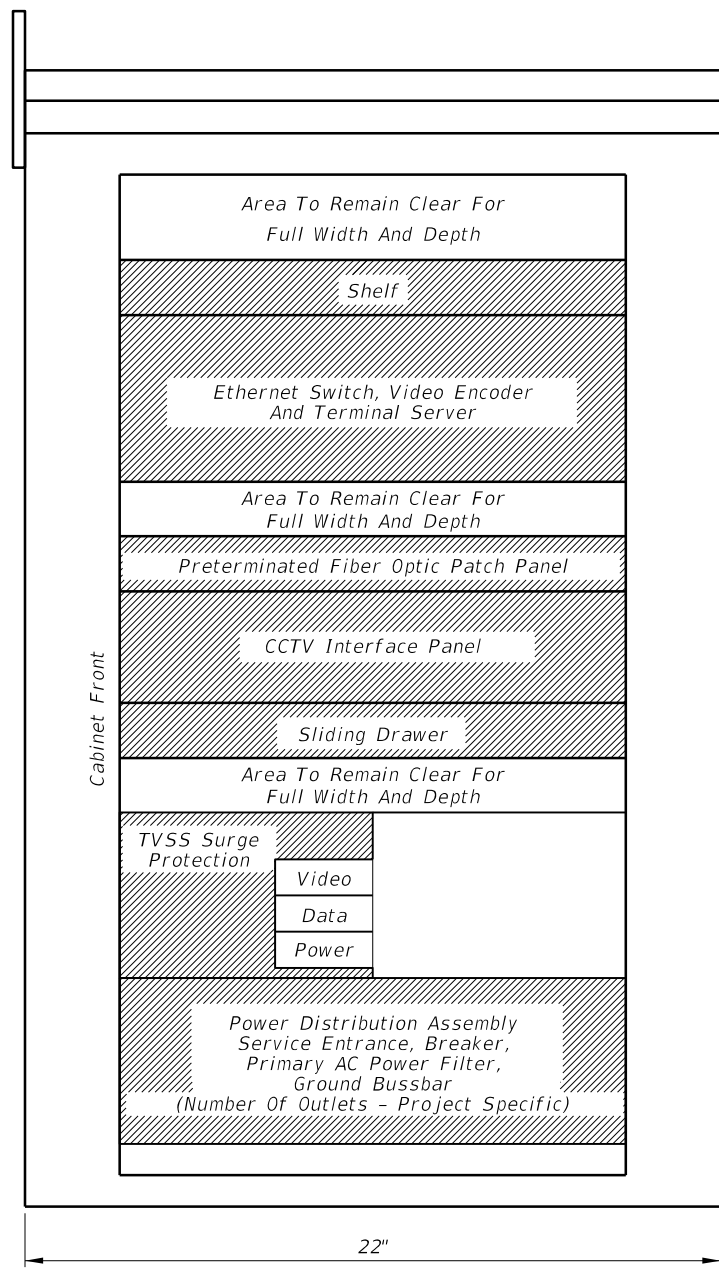 Area To Remain Clear For
Full Width And Depth
Shelf
Ethernet Switch, Video Encoder
And Terminal Server
Area To Remain Clear For
Full Width And Depth
Preterminated Fiber Optic Patch Panel
CCTV Interface Panel
Cabinet Front
Sliding Drawer
Area To Remain Clear For
Full Width And Depth
TVSS Surge
Protection
Video
Data
Power
Power Distribution Assembly
Service Entrance, Breaker,
Primary AC Power Filter,
Ground Bussbar
(Number Of Outlets - Project Specific)
22"